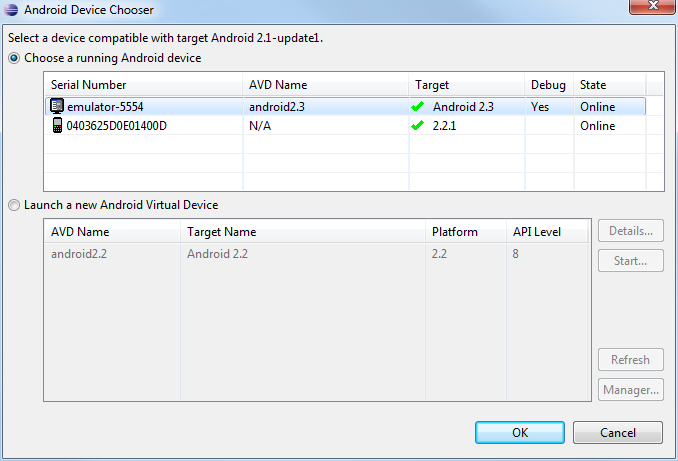 Android Device Chooser
Select a device compatible with target Android 2.1-update1.
Choose a running Android device
Serial Number AVD Name Target Debug State
emulator-5554 android2.3 Android 2.3 Yes Online
0403625D0E01400D N/A 2.2.1 Online
Launch a new Android Virtual Device
AVD Name Target Name Platform API Level
android2.2 Android 2.2 2.2 8
Details...
Start...
Refresh
Manager...
OK Cancel